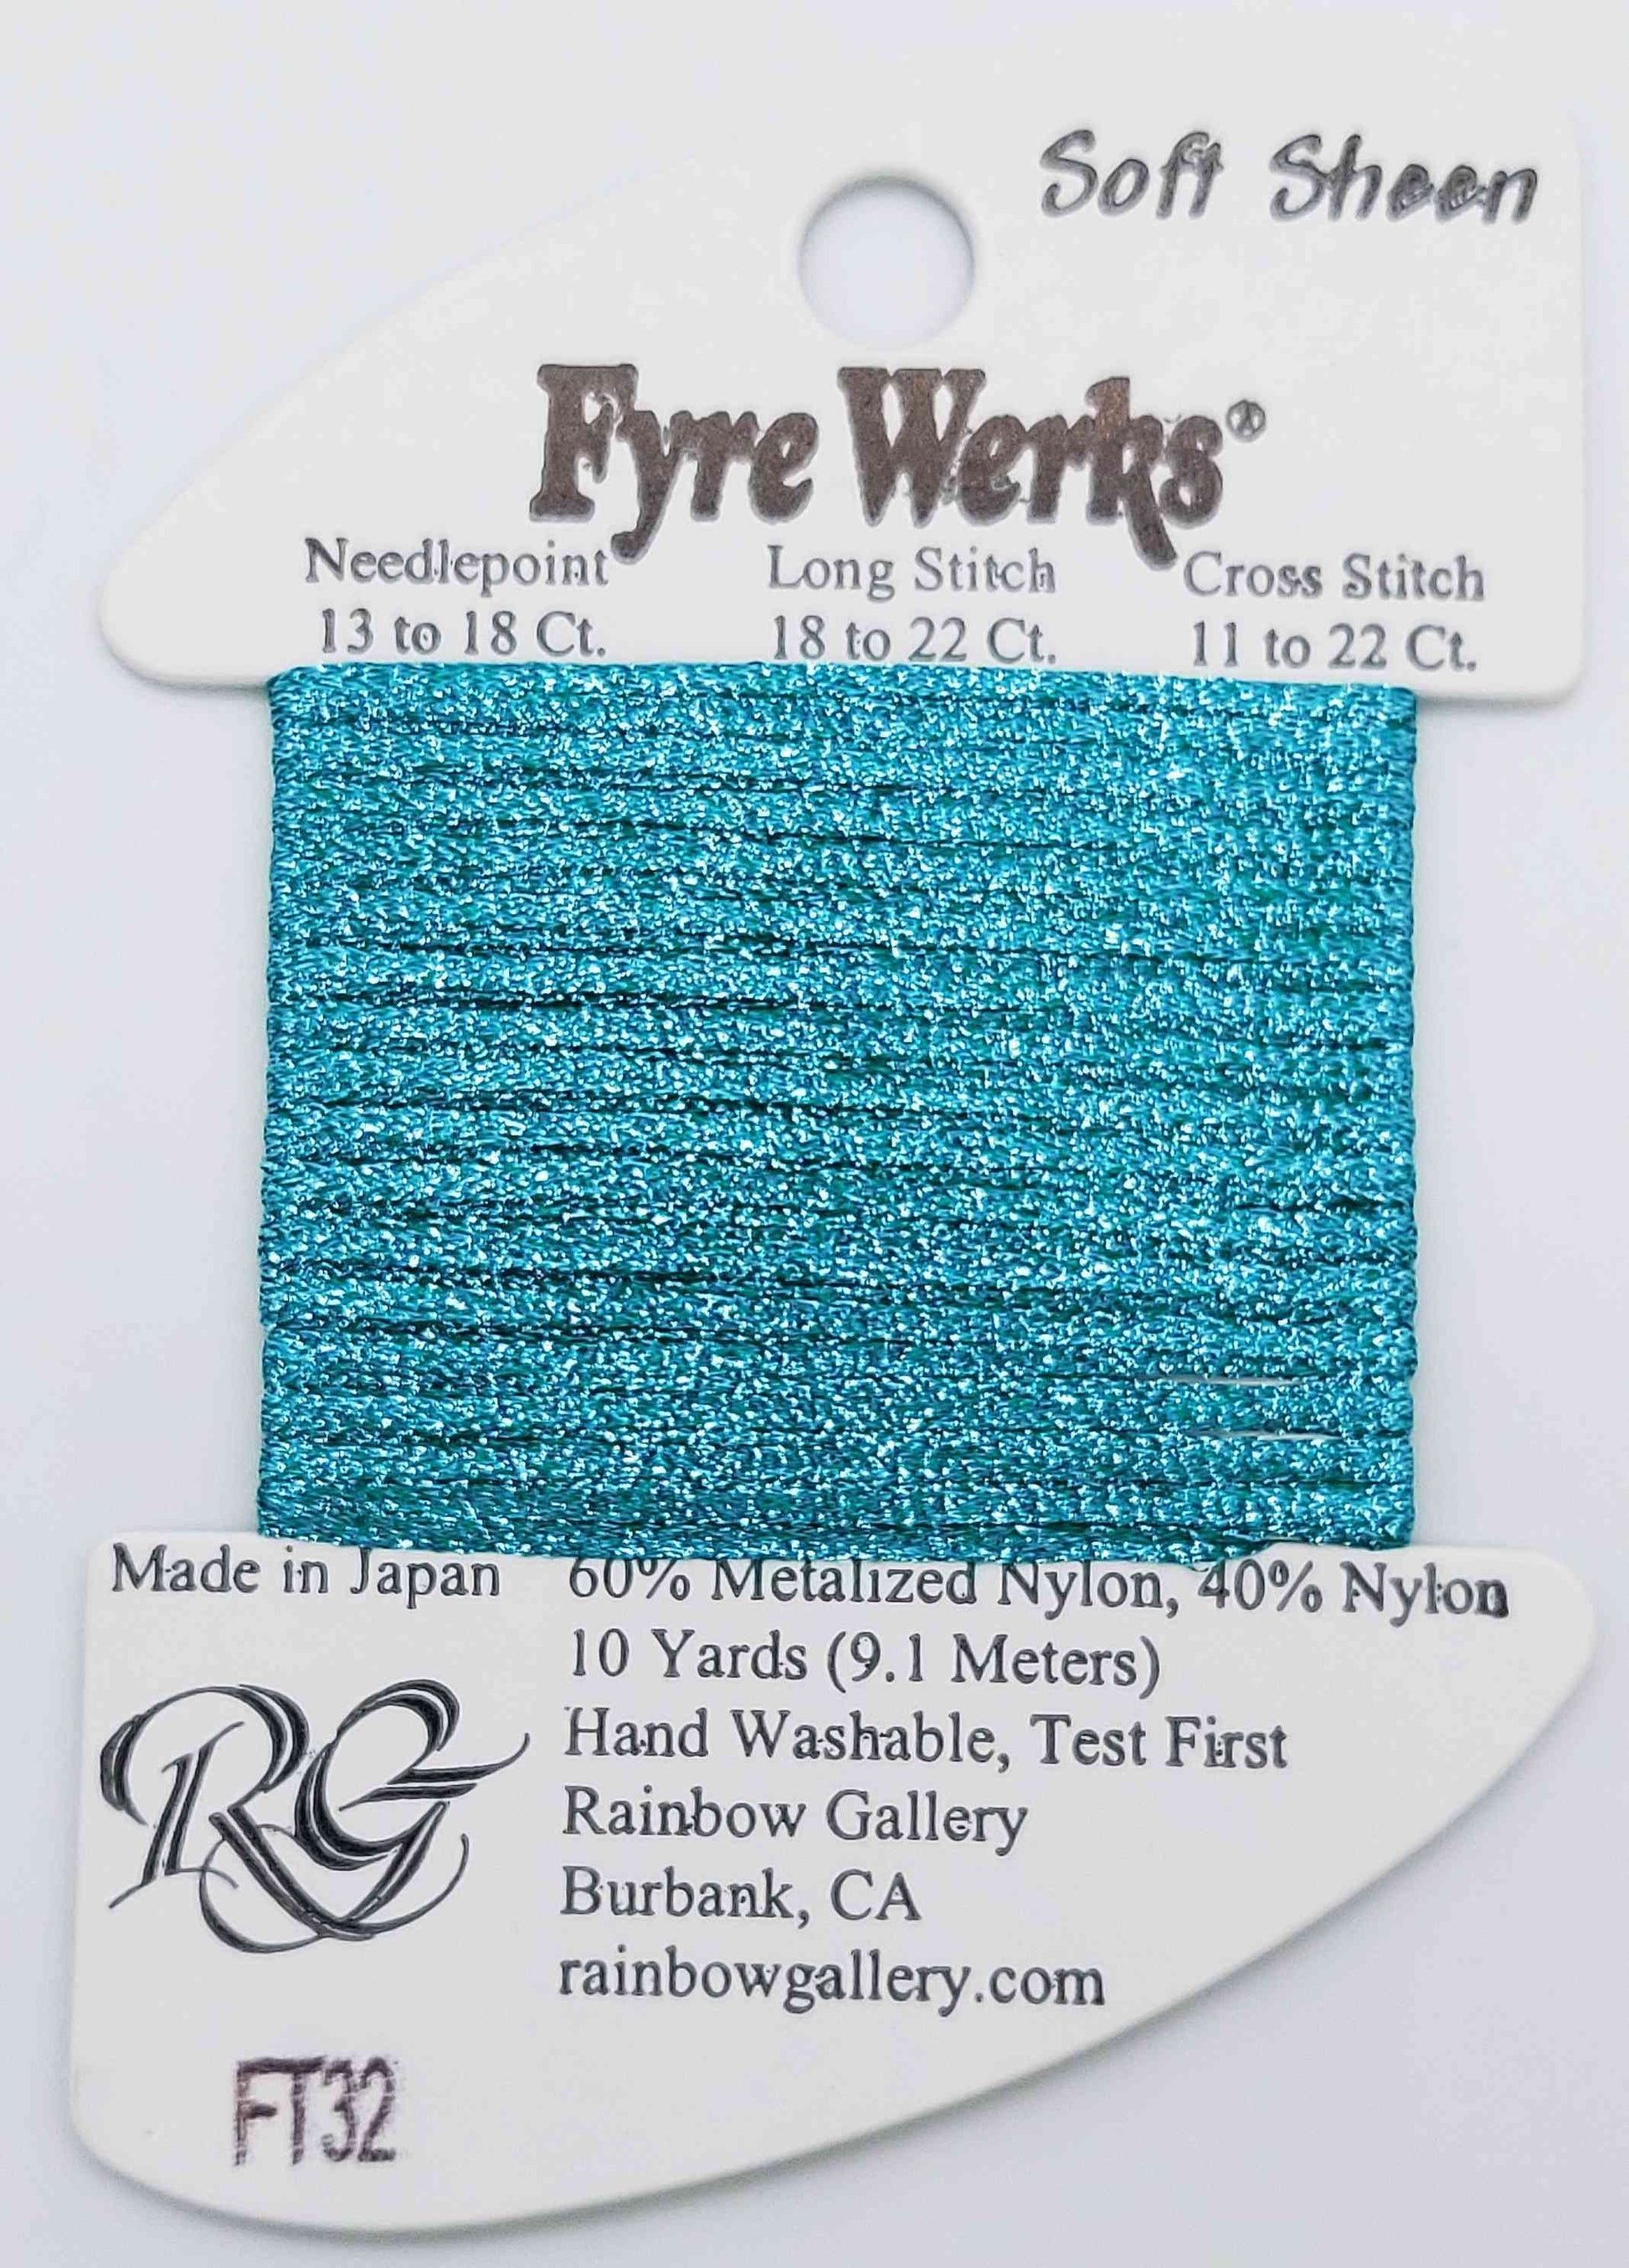 Soft Sheen
Fyre Werks®
Needlepoint Long Stitch Cross Stitch
13 to 18 Ct. 18 to 22 Ct. 11 to 22 Ct.
Made in Japan 60% Metalized Nylon, 40% Nylon
10 Yards (9.1 Meters)
Hand Washable, Test First
Rainbow Gallery
Burbank, CA
rainbowgallery.com
RG
FT32